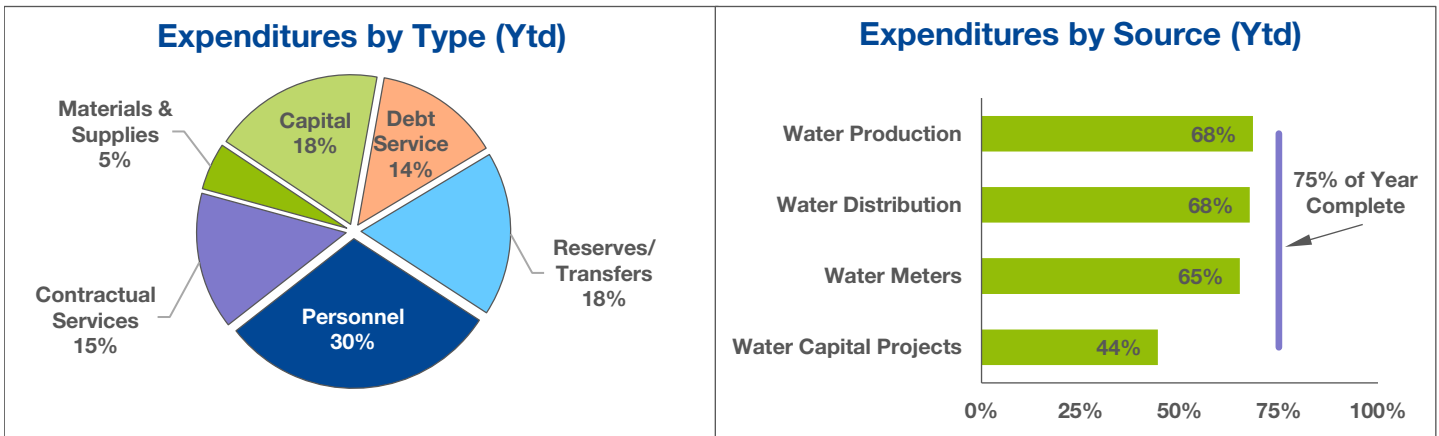 Expenditures by Type (Ytd)
Materials &
Supplies
5%
Capital
18%
Debt
Service
14%
Reserves/
Transfers
18%
Personnel
30%
Contractual
Services
15%
Expenditures by Source (Ytd)
Water Production
68%
Water Distribution
68%
Water Meters
65%
Water Capital Projects
44%
75% of Year
Complete
0% 25% 50% 75% 100%